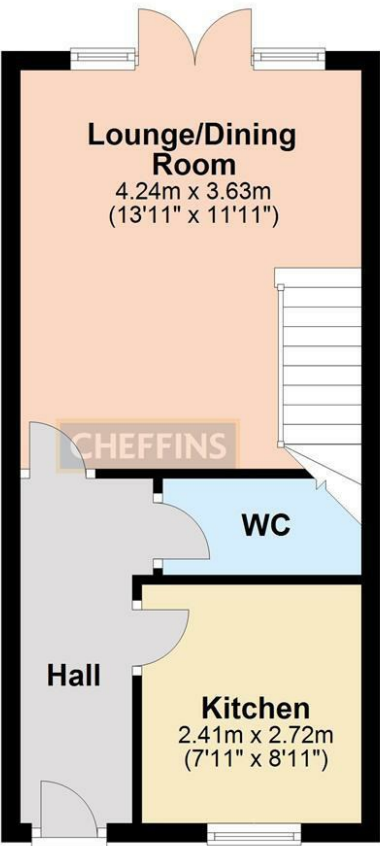 Lounge/Dining
Room
4.24m x 3.63m
(13'11" x 11'11")
CHEFFINS
WC
Hall
Kitchen
2.41m x 2.72m
(7'11" x 8'11")